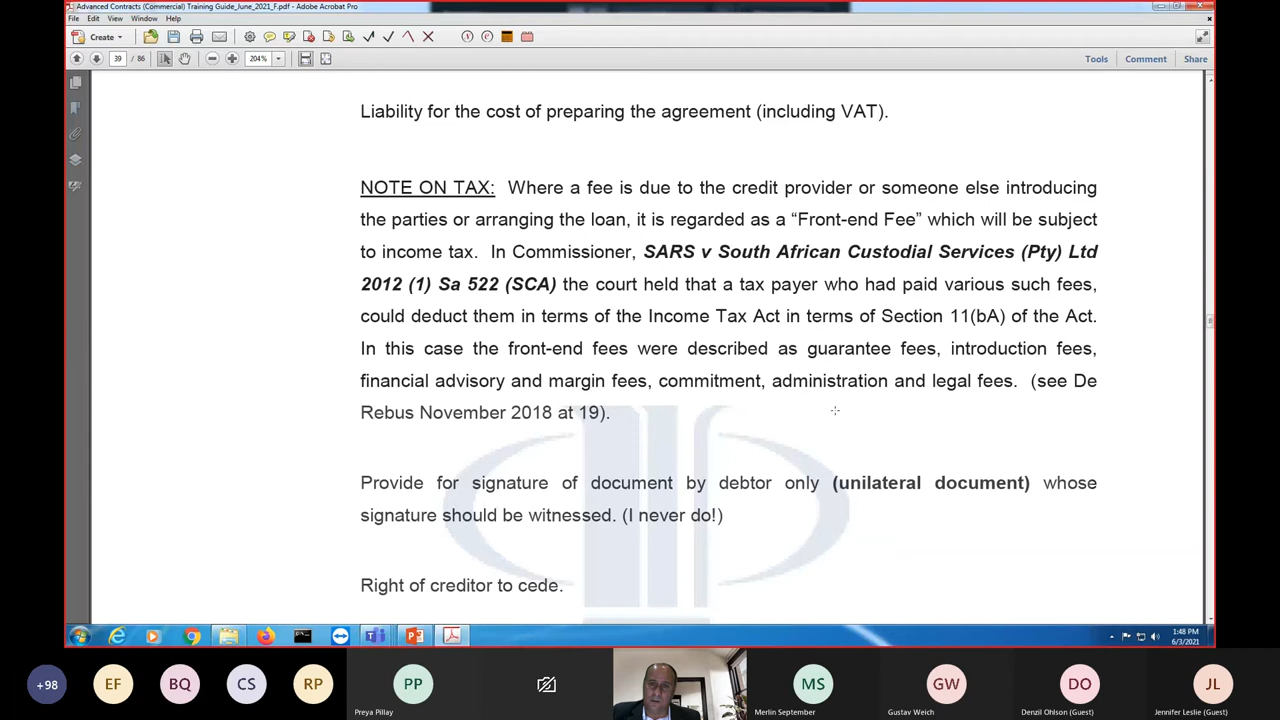 Advanced Contracts (Commercial) Training Guide_June_2021_F.pdf - Adobe Acrobat Pro
File Edit View Window Help
Create
39 / 86 204% Tools Comment Share
Liability for the cost of preparing the agreement (including VAT).
NOTE ON TAX: Where a fee is due to the credit provider or someone else introducing
the parties or arranging the loan, it is regarded as a “Front-end Fee” which will be subject
to income tax. In Commissioner, SARS v South African Custodial Services (Pty) Ltd
2012 (1) Sa 522 (SCA) the court held that a tax payer who had paid various such fees,
could deduct them in terms of the Income Tax Act in terms of Section 11(bA) of the Act.
In this case the front-end fees were described as guarantee fees, introduction fees,
financial advisory and margin fees, commitment, administration and legal fees. (see De
Rebus November 2018 at 19).
Provide for signature of document by debtor only (unilateral document) whose
signature should be witnessed. (I never do!)
Right of creditor to cede.
1:48 PM
6/3/2021
+98 EF BQ CS RP PP MS GW DO JL
Preya Pillay Merlin September Gustav Weich Denzil Ohlson (Guest) Jennifer Leslie (Guest)